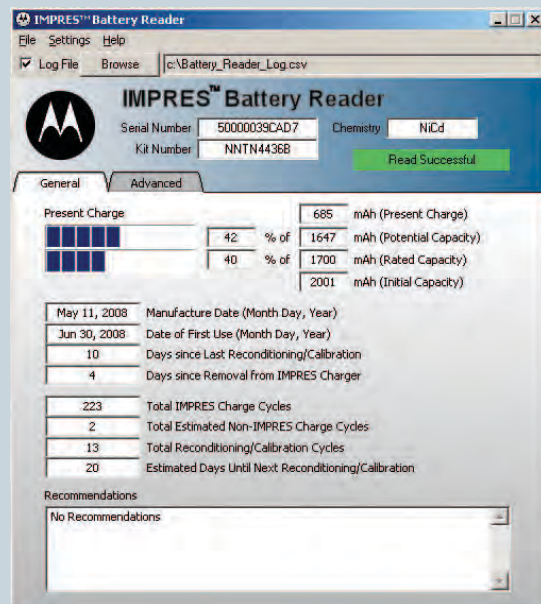 IMPRES™ Battery Reader
File Settings Help
Log File Browse c:\Battery_Reader_Log.csv
IMPRES™ Battery Reader
Serial Number 50000039CAD7 Chemistry NiCd
Kit Number NNTN4436B
Read Successful
General Advanced
Present Charge
685 mAh (Present Charge)
42 % of 1647 mAh (Potential Capacity)
40 % of 1700 mAh (Rated Capacity)
2001 mAh (Initial Capacity)
May 11, 2008 Manufacture Date (Month Day, Year)
Jun 30, 2008 Date of First Use (Month Day, Year)
10 Days since Last Reconditioning/Calibration
4 Days since Removal from IMPRES Charger
223 Total IMPRES Charge Cycles
2 Total Estimated Non-IMPRES Charge Cycles
13 Total Reconditioning/Calibration Cycles
20 Estimated Days Until Next Reconditioning/Calibration
Recommendations
No Recommendations